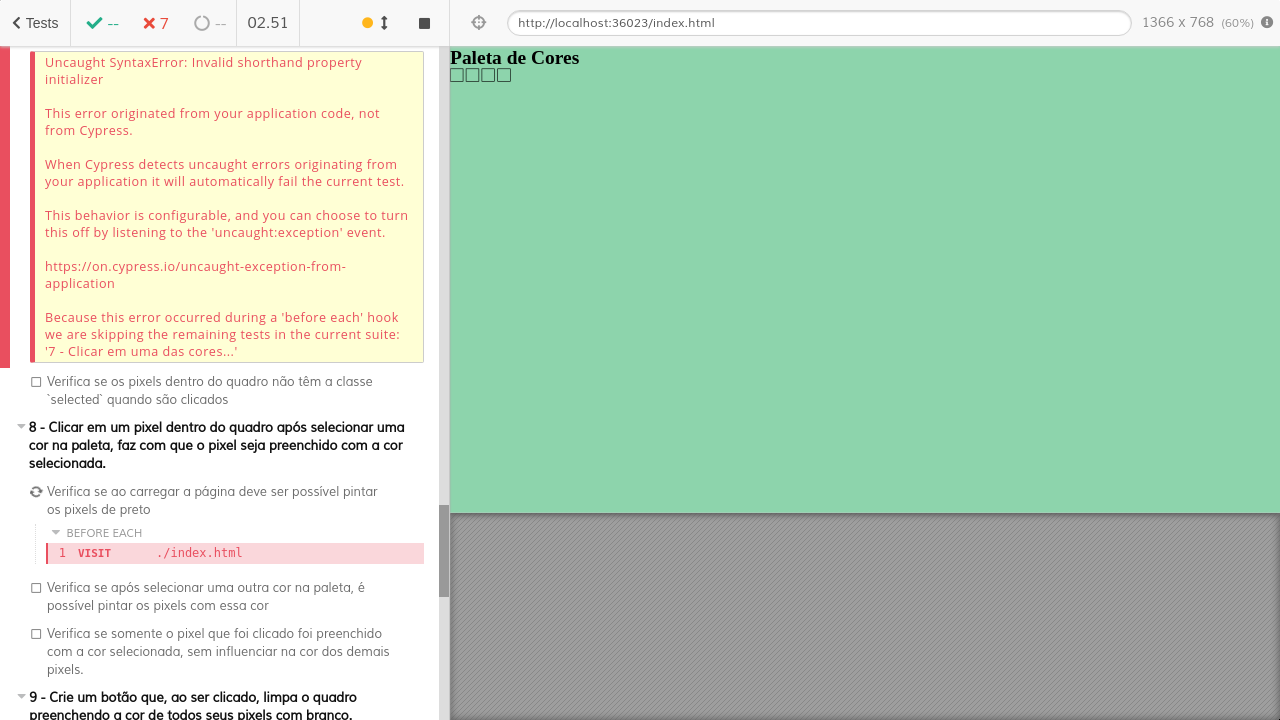 Tests
--
7
--
02.51
http://localhost:36023/index.html
1366 x 768 (60%)
Uncaught SyntaxError: Invalid shorthand property
initializer
This error originated from your application code, not
from Cypress.
When Cypress detects uncaught errors originating from
your application it will automatically fail the current test.
This behavior is configurable, and you can choose to turn
this off by listening to the 'uncaught:exception' event.
https://on.cypress.io/uncaught-exception-from-
application
Because this error occurred during a 'before each' hook
we are skipping the remaining tests in the current suite:
'7 - Clicar em uma das cores...'
Verifica se os pixels dentro do quadro não têm a classe
`selected` quando são clicados
8 - Clicar em um pixel dentro do quadro após selecionar uma
cor na paleta, faz com que o pixel seja preenchido com a cor
selecionada.
Verifica se ao carregar a página deve ser possível pintar
os pixels de preto
BEFORE EACH
1 VISIT ./index.html
Verifica se após selecionar uma outra cor na paleta, é
possível pintar os pixels com essa cor
Verifica se somente o pixel que foi clicado foi preenchido
com a cor selecionada, sem influenciar na cor dos demais
pixels.
9 - Crie um botão que, ao ser clicado, limpa o quadro
preenchendo a cor de todos seus pixels com branco.
Paleta de Cores